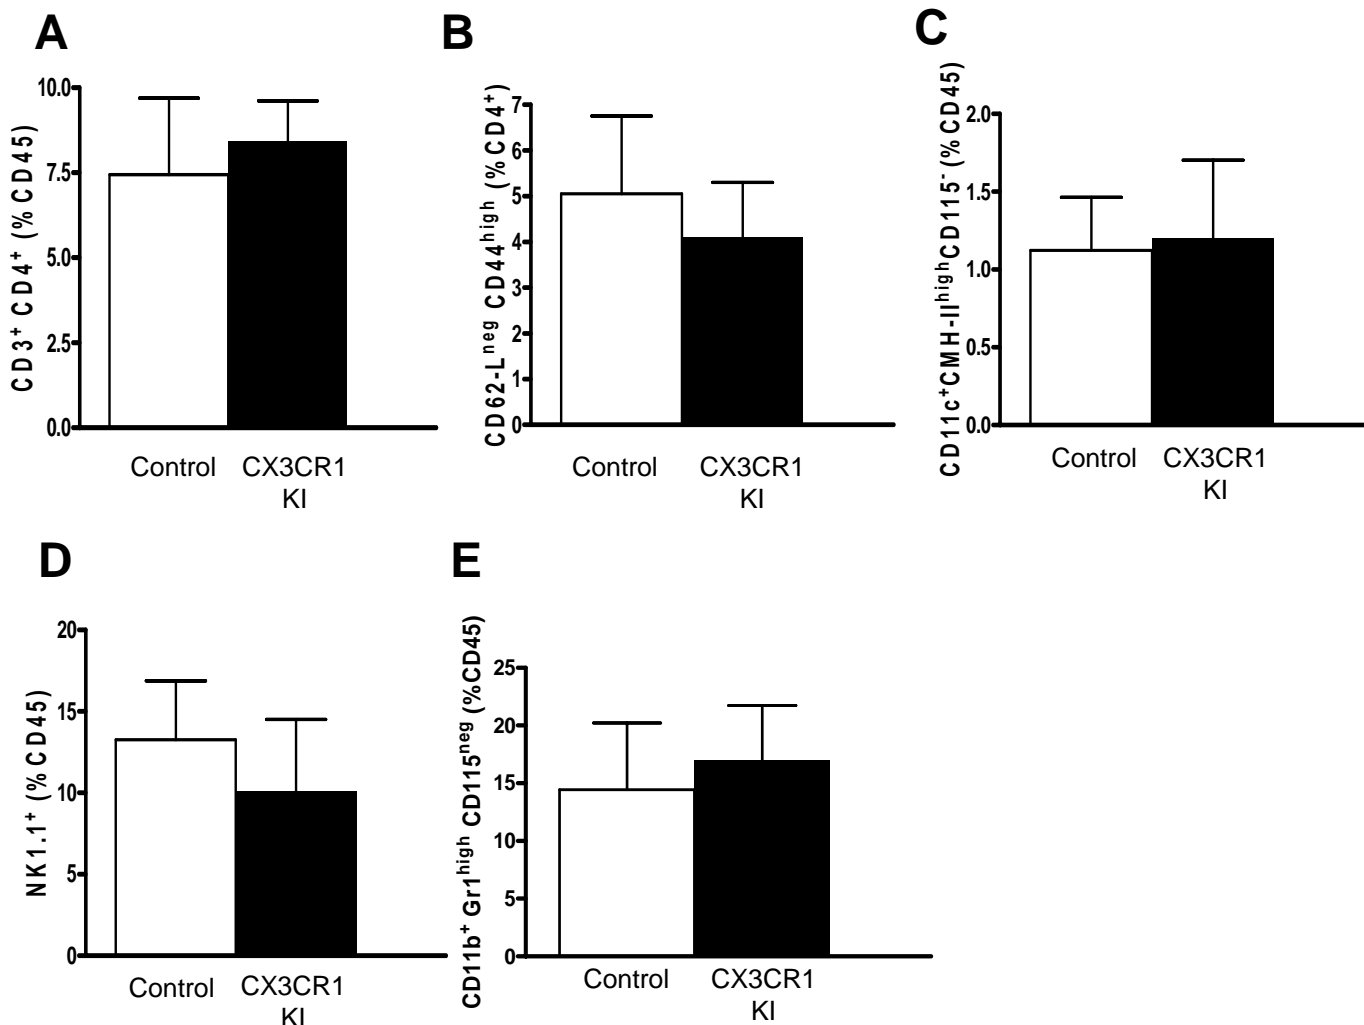 A
CD3+ CD4+ (%CD45)
10.0
7.5
5.0
2.5
0.0
Control
CX3CR1
KI
B
CD62-Lneg CD44high (%CD4+)
7
6
5
4
3
2
1
0
Control
CX3CR1
KI
C
CD11c+CMH-IIhighCD115- (%CD45)
2.0
1.5
1.0
0.5
0.0
Control
CX3CR1
KI
D
NK1.1+ (%CD45)
20
15
10
5
0
Control
CX3CR1
KI
E
CD11b+ Gr1high CD115neg (%CD45)
25
20
15
10
5
0
Control
CX3CR1
KI